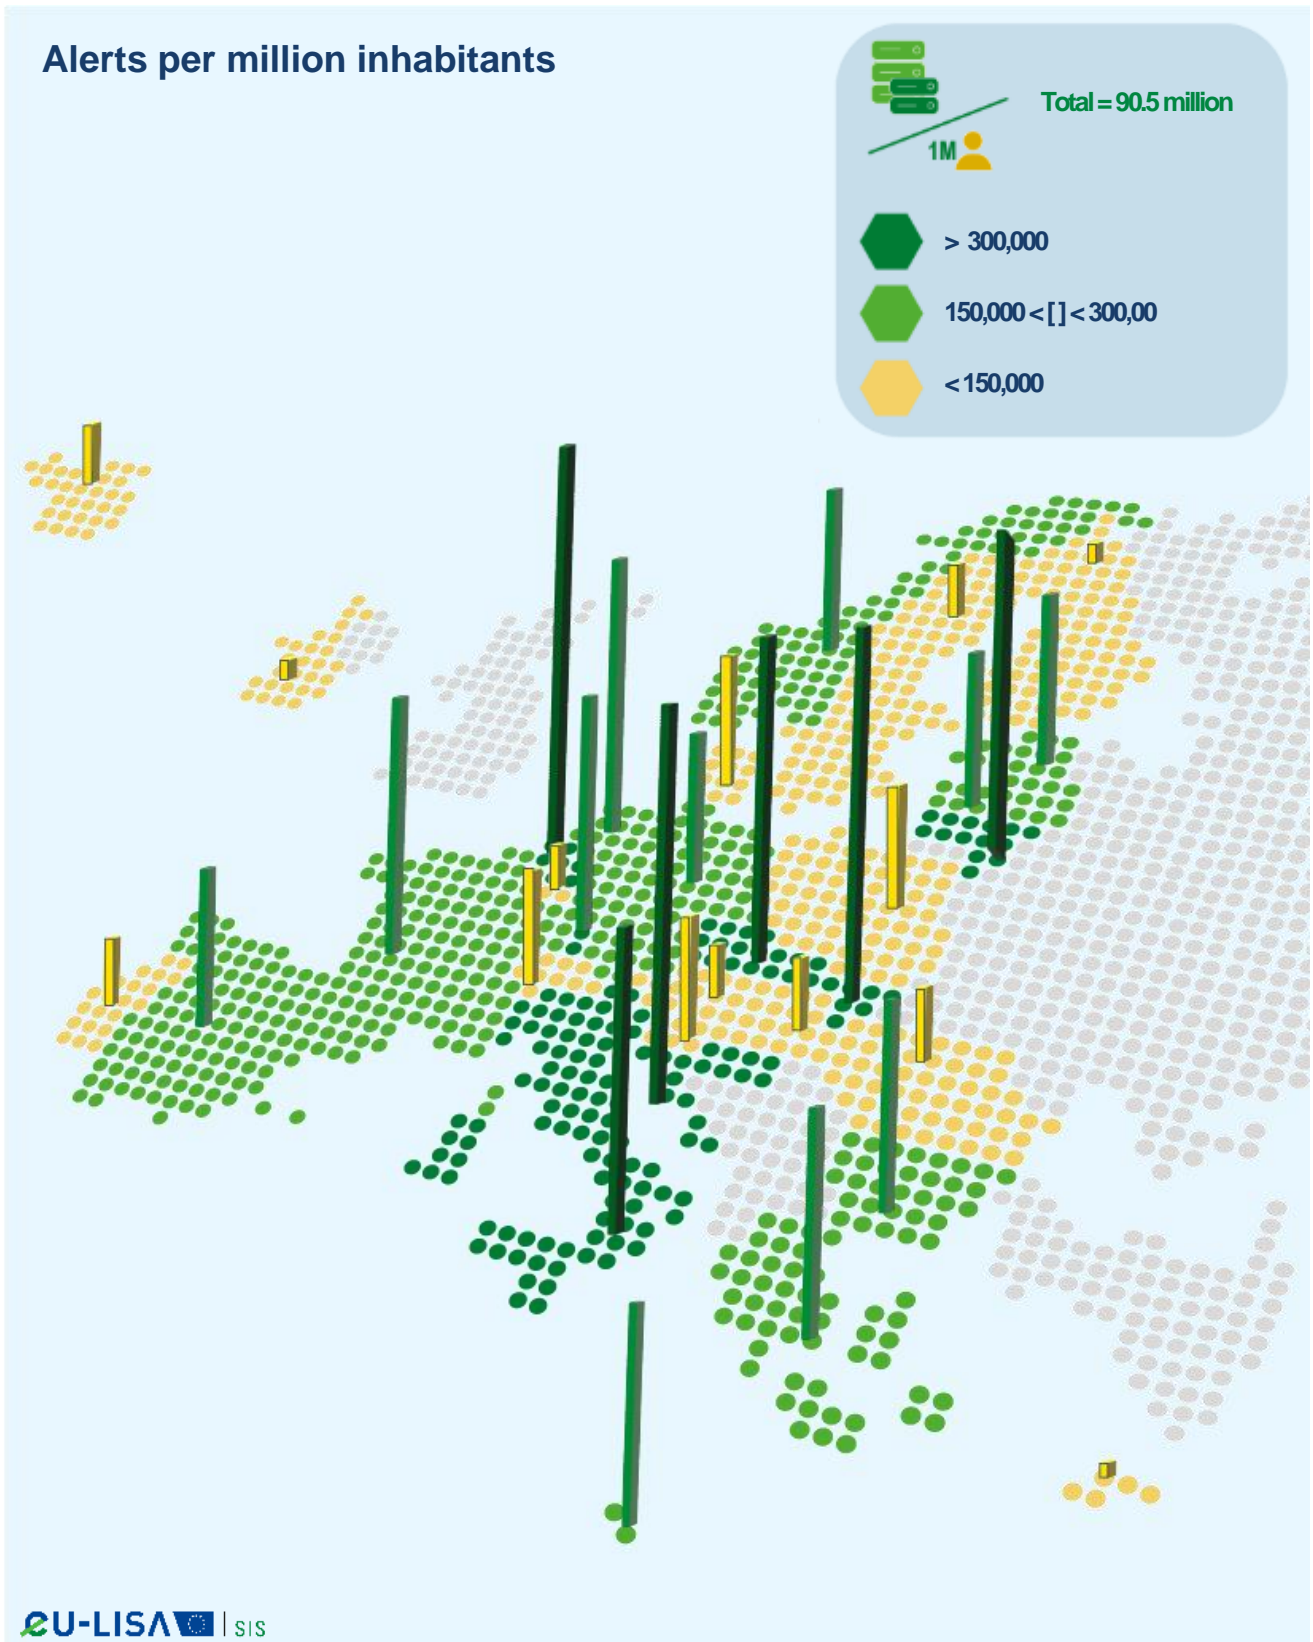 Alerts per million inhabitants
Total = 90.5 million
1M
> 300,000
150,000 < [ ] < 300,00
< 150,000
eU-LISA | SIS